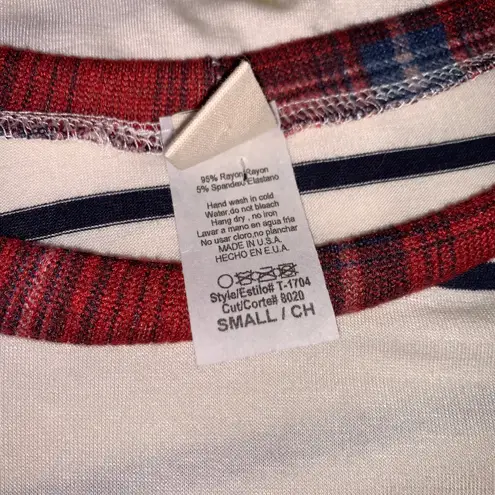 95% Rayon/Rayon
5% Spandex/Elastano
Hand wash in cold
Water,do not bleach
Hang dry , no iron
Lavar a mano en agua fria
No usar cloro,no planchar
MADE IN U.S.A.
HECHO EN E.U.A.
Style/Estilo# T-1704
Cut/Corte# 8020
SMALL / CH